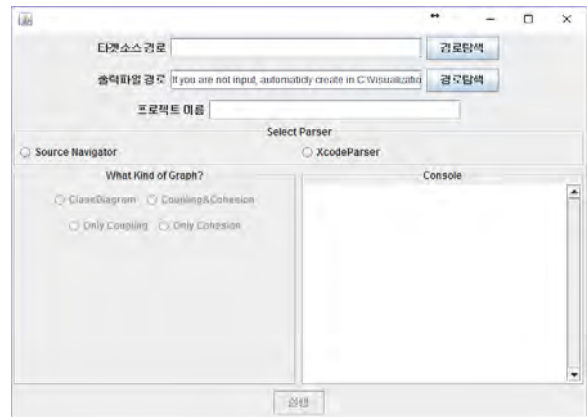 타겟소스 경로 경로탐색
출력파일 경로 If you are not input, automaticly create in C:\Visualizatio 경로탐색
프로젝트 이름
Select Parser
Source Navigator XcodeParser
What Kind of Graph? Console
ClassDiagram Coupling&Cohesion
Only Coupling Only Cohesion
실행